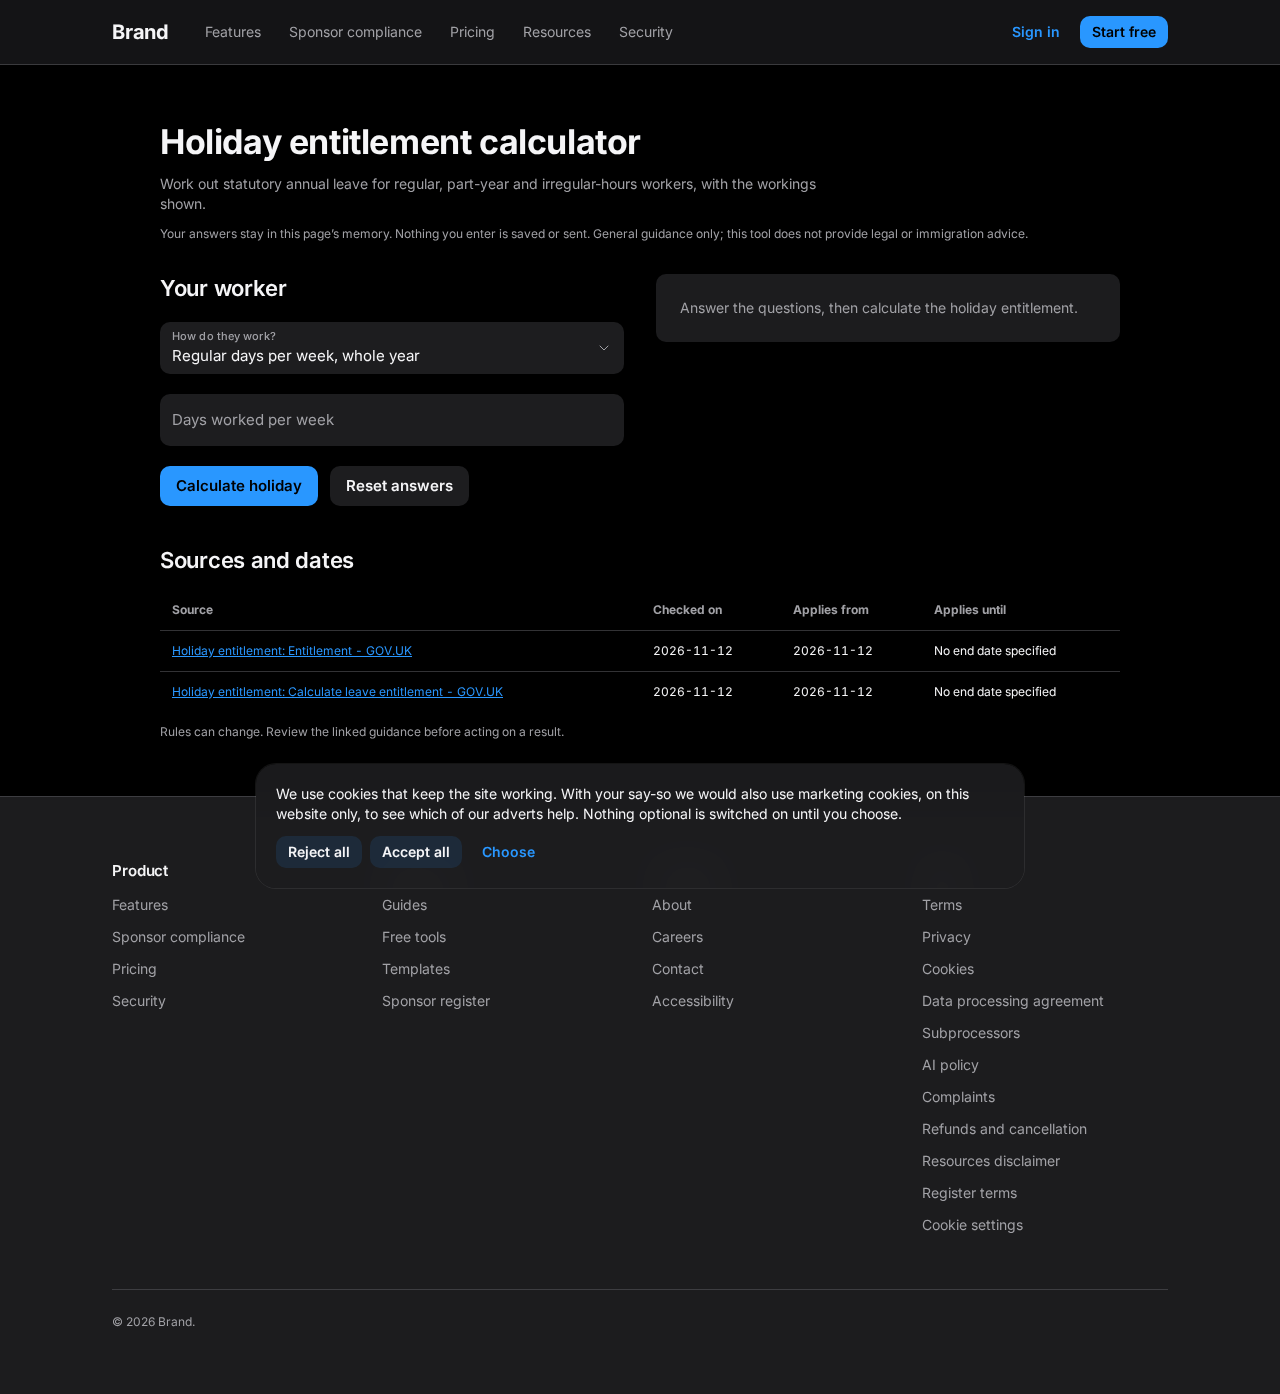 Brand
Features
Sponsor compliance
Pricing
Resources
Security
Sign in
Start free
Holiday entitlement calculator
Work out statutory annual leave for regular, part-year and irregular-hours workers, with the workings
shown.
Your answers stay in this page’s memory. Nothing you enter is saved or sent. General guidance only; this tool does not provide legal or immigration advice.
Your worker
How do they work?
Regular days per week, whole year
Days worked per week
Calculate holiday
Reset answers
Answer the questions, then calculate the holiday entitlement.
Sources and dates
Source Checked on Applies from Applies until
Holiday entitlement: Entitlement - GOV.UK 2026-11-12 2026-11-12 No end date specified
Holiday entitlement: Calculate leave entitlement - GOV.UK 2026-11-12 2026-11-12 No end date specified
Rules can change. Review the linked guidance before acting on a result.
We use cookies that keep the site working. With your say-so we would also use marketing cookies, on this
website only, to see which of our adverts help. Nothing optional is switched on until you choose.
Reject all
Accept all
Choose
Product
Features
Sponsor compliance
Pricing
Security
Guides
Free tools
Templates
Sponsor register
About
Careers
Contact
Accessibility
Terms
Privacy
Cookies
Data processing agreement
Subprocessors
AI policy
Complaints
Refunds and cancellation
Resources disclaimer
Register terms
Cookie settings
© 2026 Brand.